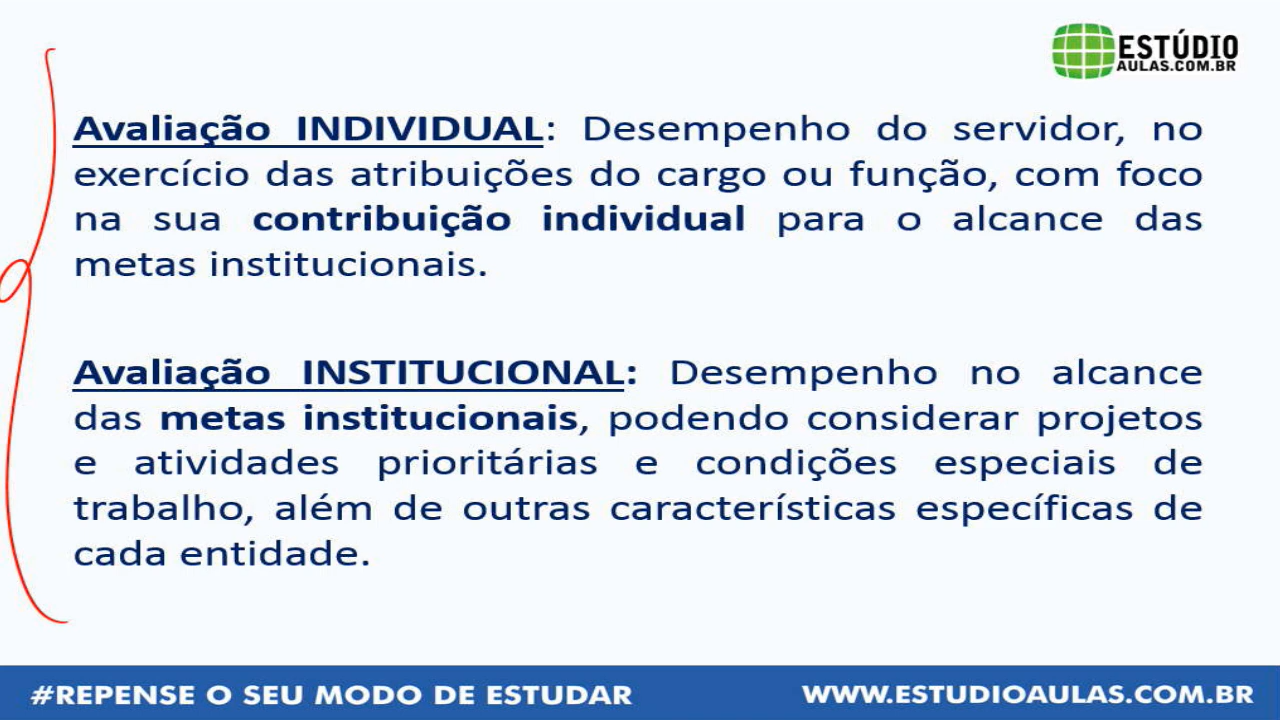 ESTÚDIO
AULAS.COM.BR
Avaliação INDIVIDUAL: Desempenho do servidor, no
exercício das atribuições do cargo ou função, com foco
na sua contribuição individual para o alcance das
metas institucionais.
Avaliação INSTITUCIONAL: Desempenho no alcance
das metas institucionais, podendo considerar projetos
e atividades prioritárias e condições especiais de
trabalho, além de outras características específicas de
cada entidade.
#REPENSE O SEU MODO DE ESTUDAR
WWW.ESTUDIOAULAS.COM.BR